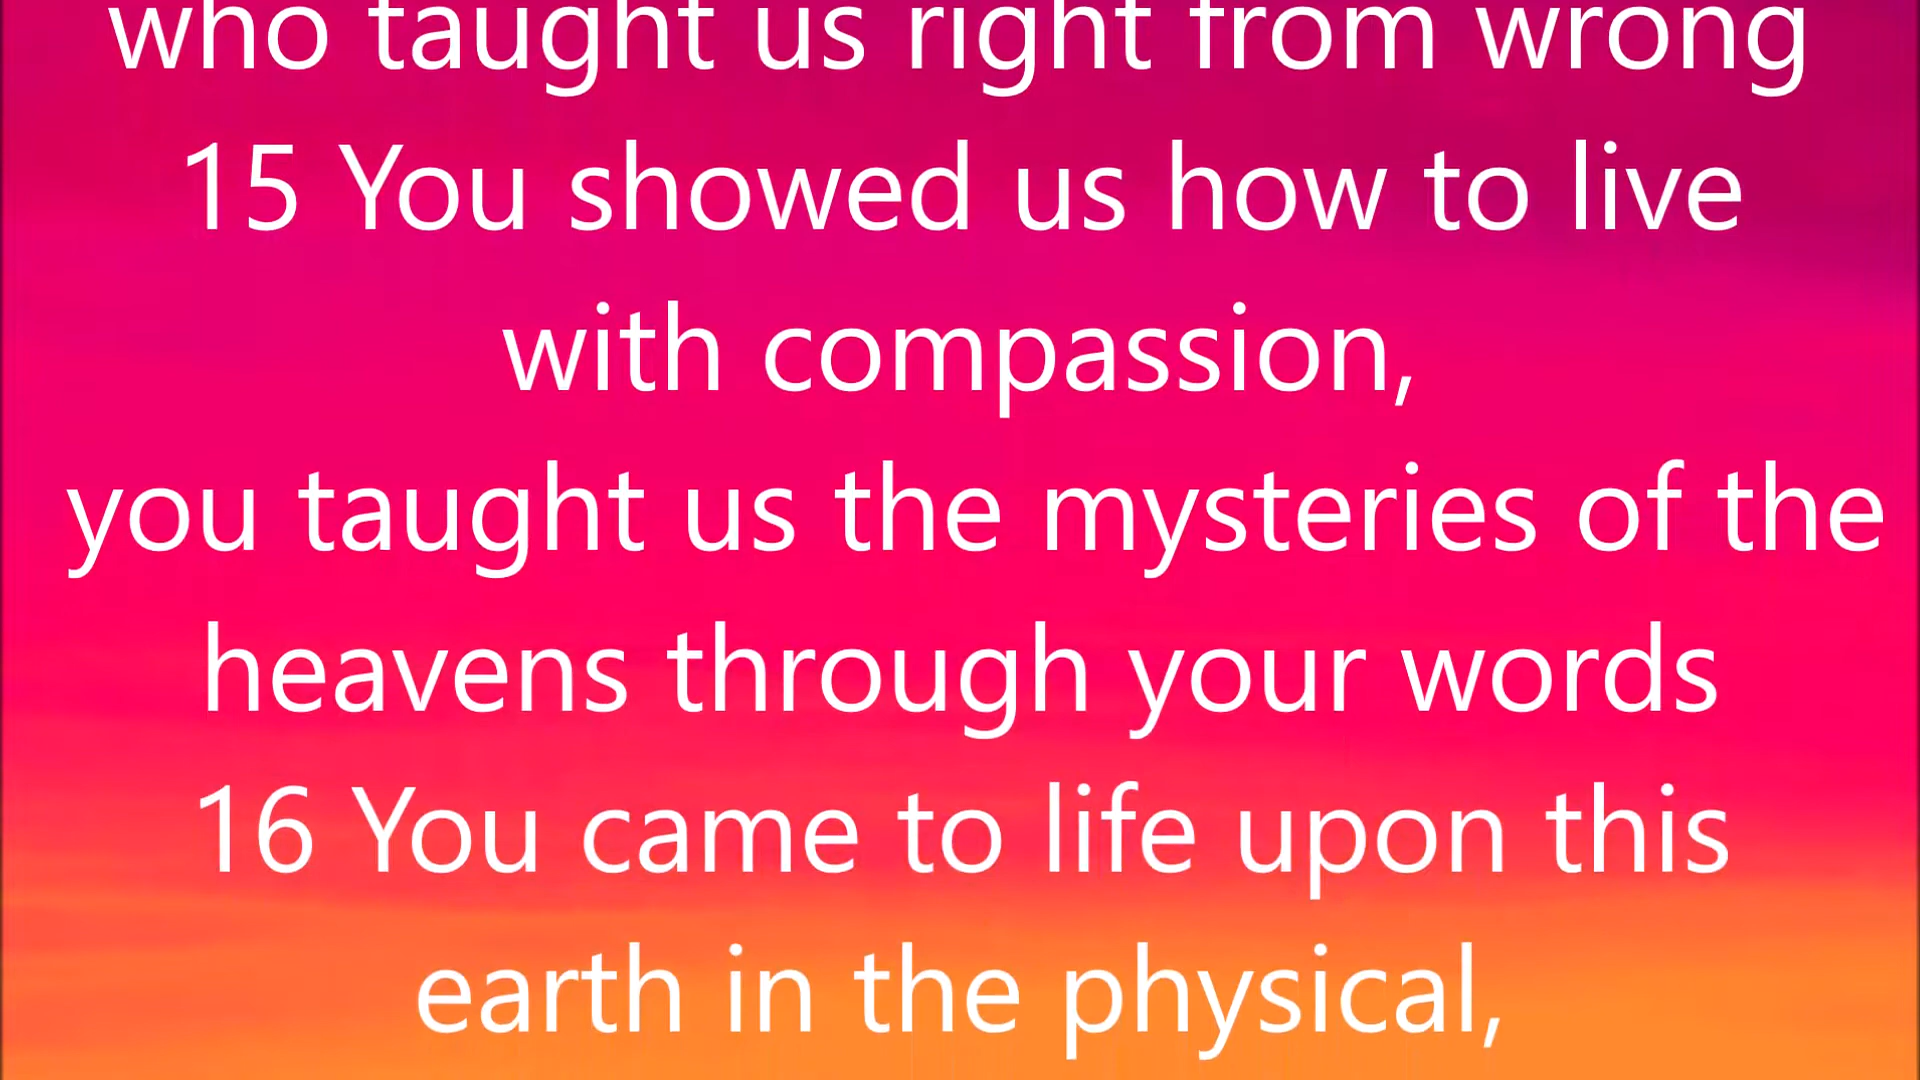 who taught us right from wrong
15 You showed us how to live
with compassion,
you taught us the mysteries of the
heavens through your words
16 You came to life upon this
earth in the physical,